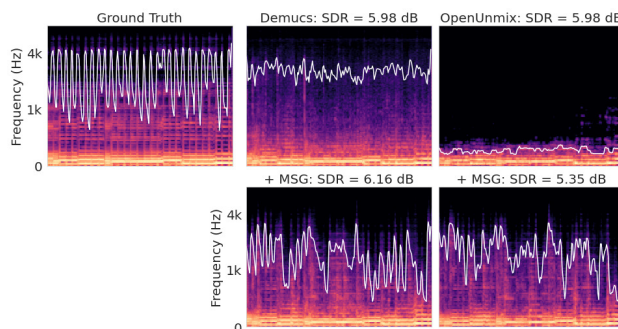 Ground Truth
Demucs: SDR = 5.98 dB
OpenUnmix: SDR = 5.98 dB
Frequency (Hz)
4k
1k
0
+ MSG: SDR = 6.16 dB
+ MSG: SDR = 5.35 dB
Frequency (Hz)
4k
1k
0